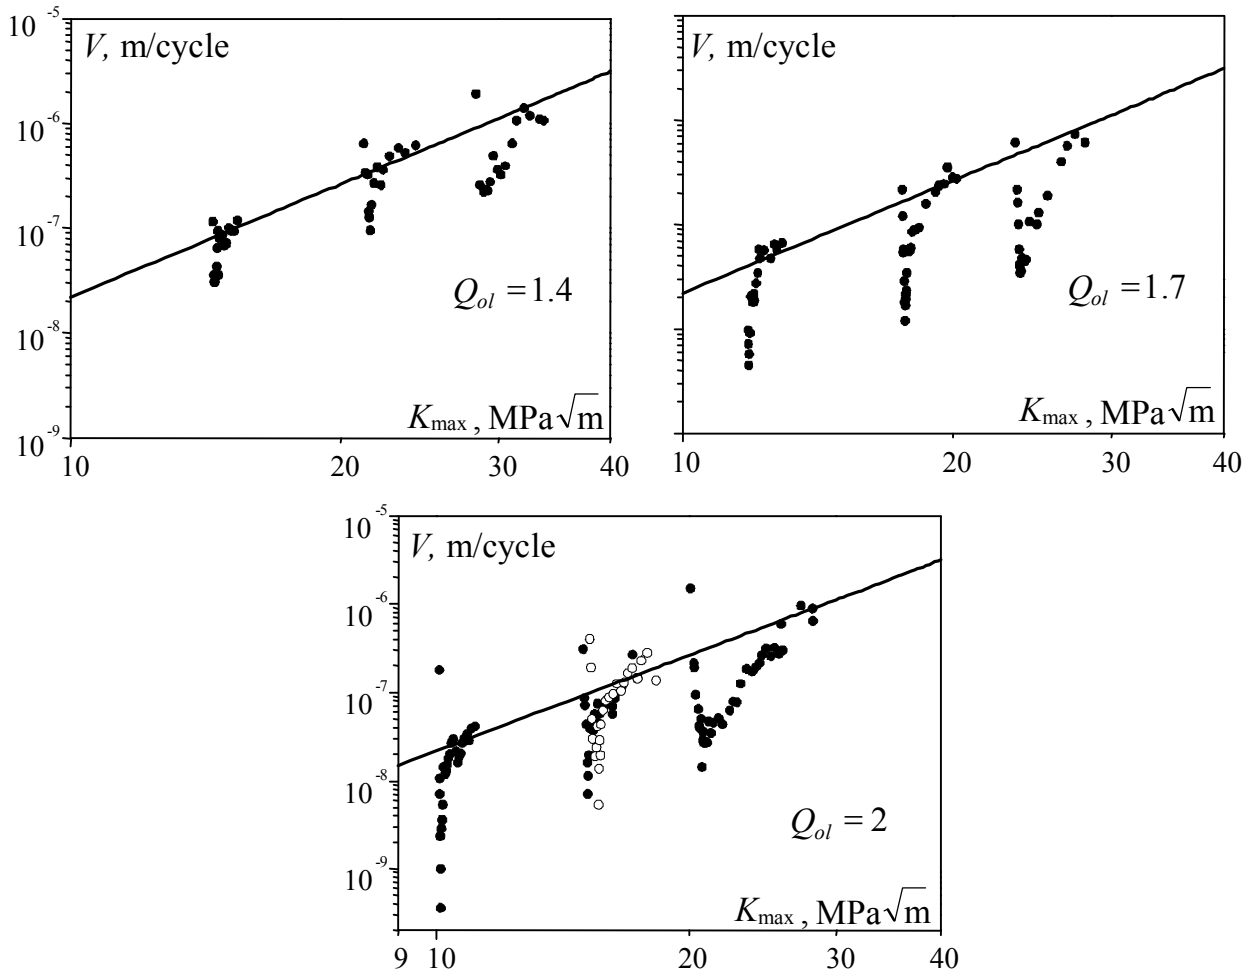 10⁻⁵
V, m/cycle
10⁻⁶
10⁻⁷
Q_ol = 1.4
10⁻⁸
K_max , MPa√m
10⁻⁹
10 20 30 40
V, m/cycle
Q_ol = 1.7
K_max , MPa√m
10 20 30 40
10⁻⁵
V, m/cycle
10⁻⁶
10⁻⁷
10⁻⁸
Q_ol = 2
10⁻⁹
K_max , MPa√m
9 10 20 30 40